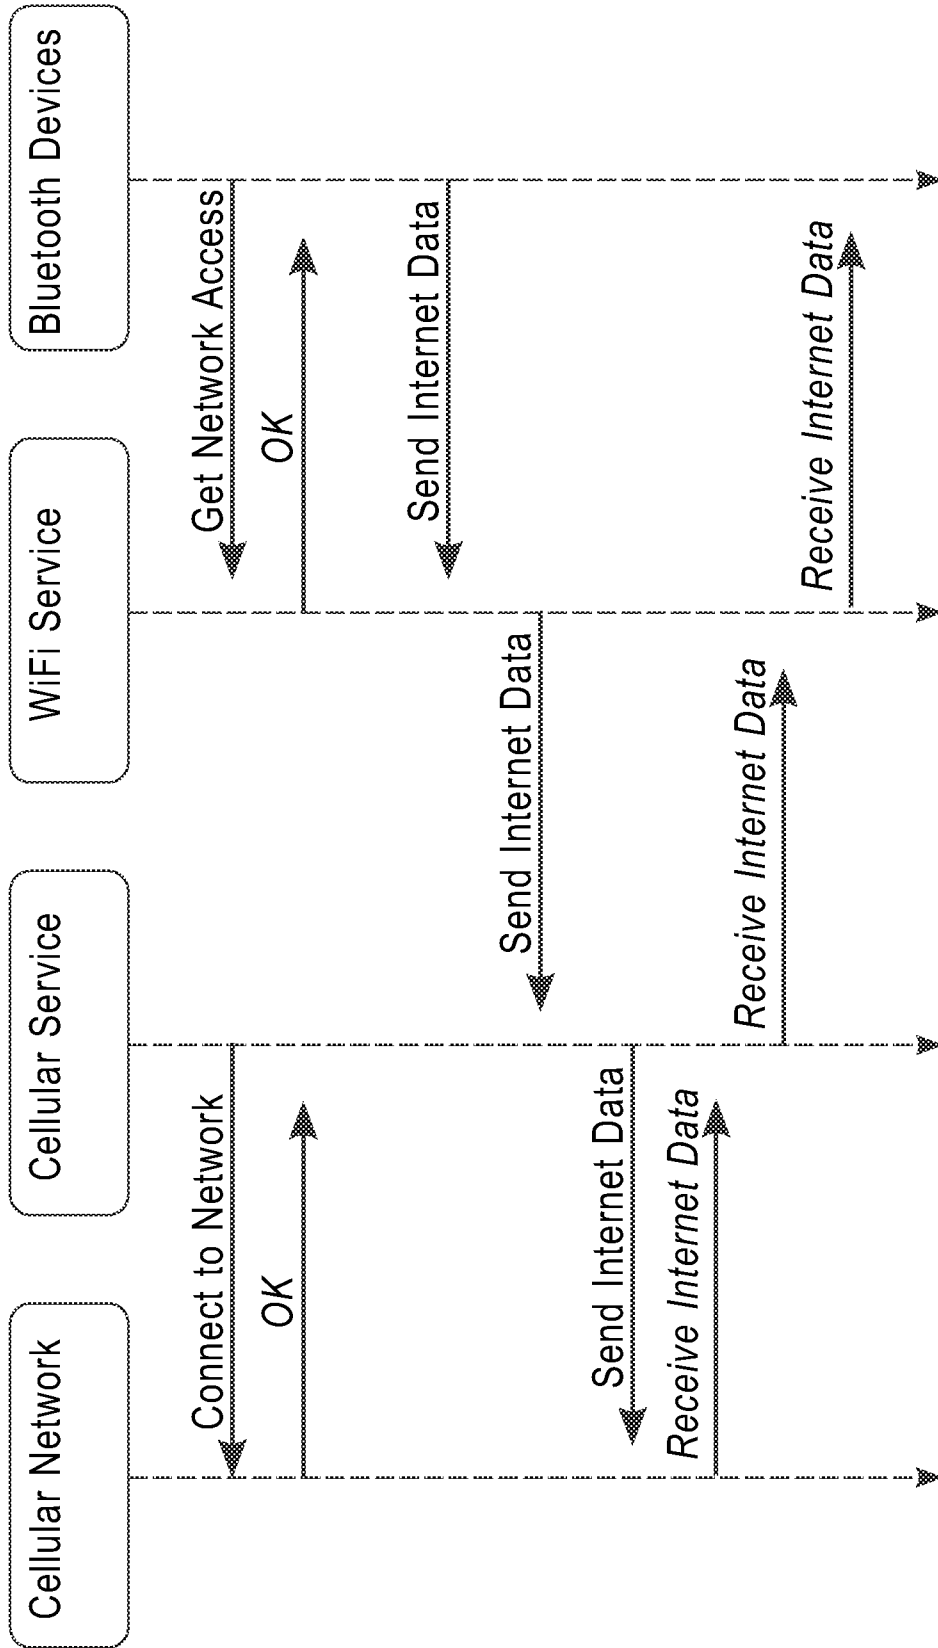 Cellular Network
Cellular Service
WiFi Service
Bluetooth Devices
Connect to Network
Get Network Access
OK
OK
Send Internet Data
Send Internet Data
Send Internet Data
Receive Internet Data
Receive Internet Data
Receive Internet Data